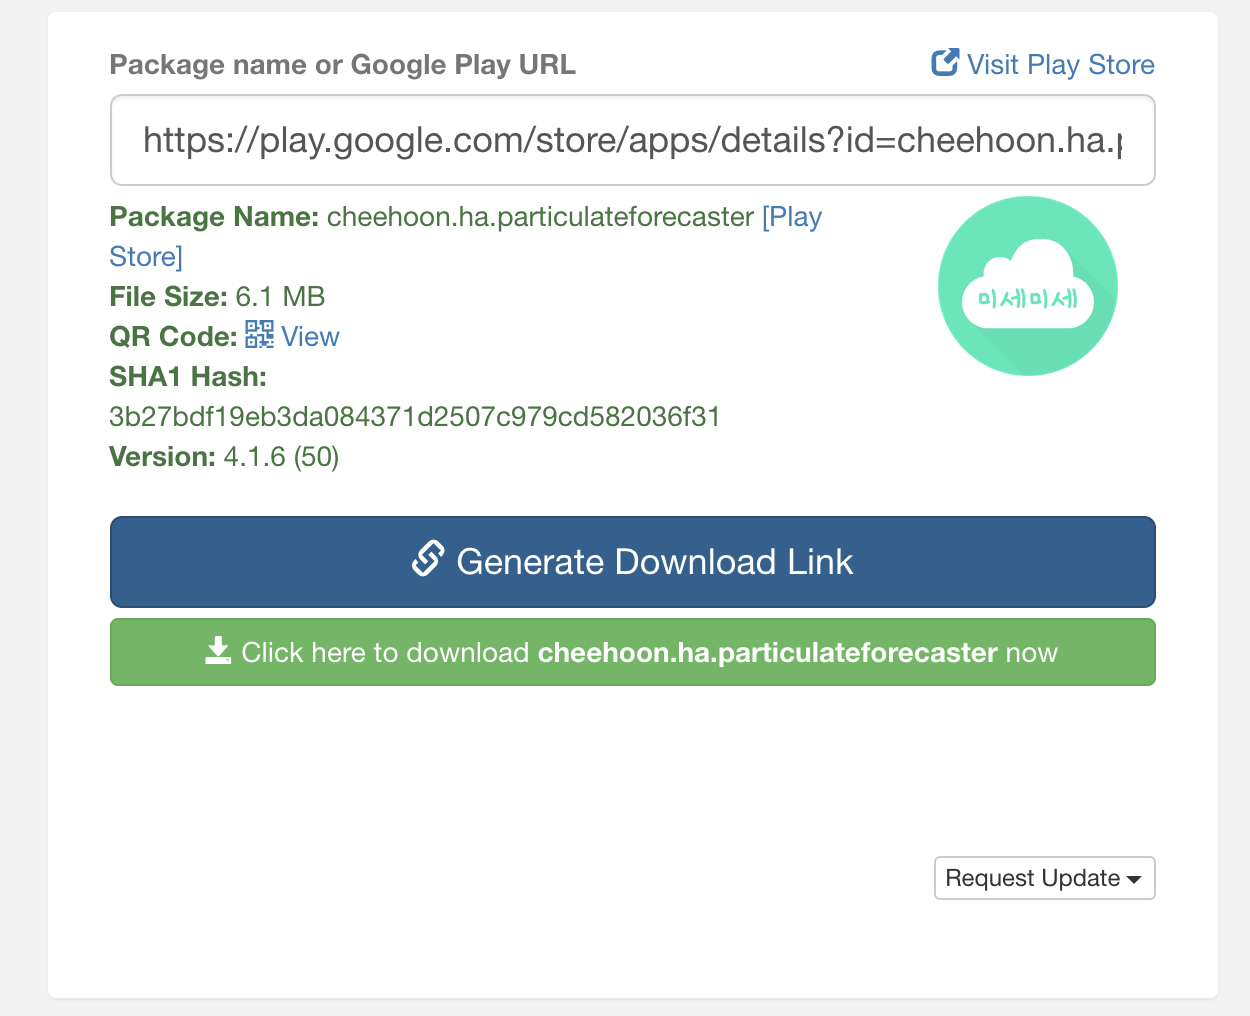 Package name or Google Play URL
Visit Play Store
https://play.google.com/store/apps/details?id=cheehoon.ha.
Package Name: cheehoon.ha.particulateforecaster [Play
Store]
File Size: 6.1 MB
QR Code: View
SHA1 Hash:
3b27bdf19eb3da084371d2507c979cd582036f31
Version: 4.1.6 (50)
미세미세
Generate Download Link
Click here to download cheehoon.ha.particulateforecaster now
Request Update